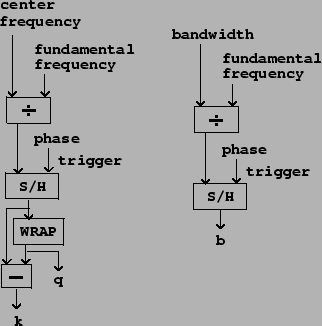 center
frequency
fundamental
frequency
÷
phase
trigger
S/H
WRAP
−
q
k
bandwidth
fundamental
frequency
÷
phase
trigger
S/H
b